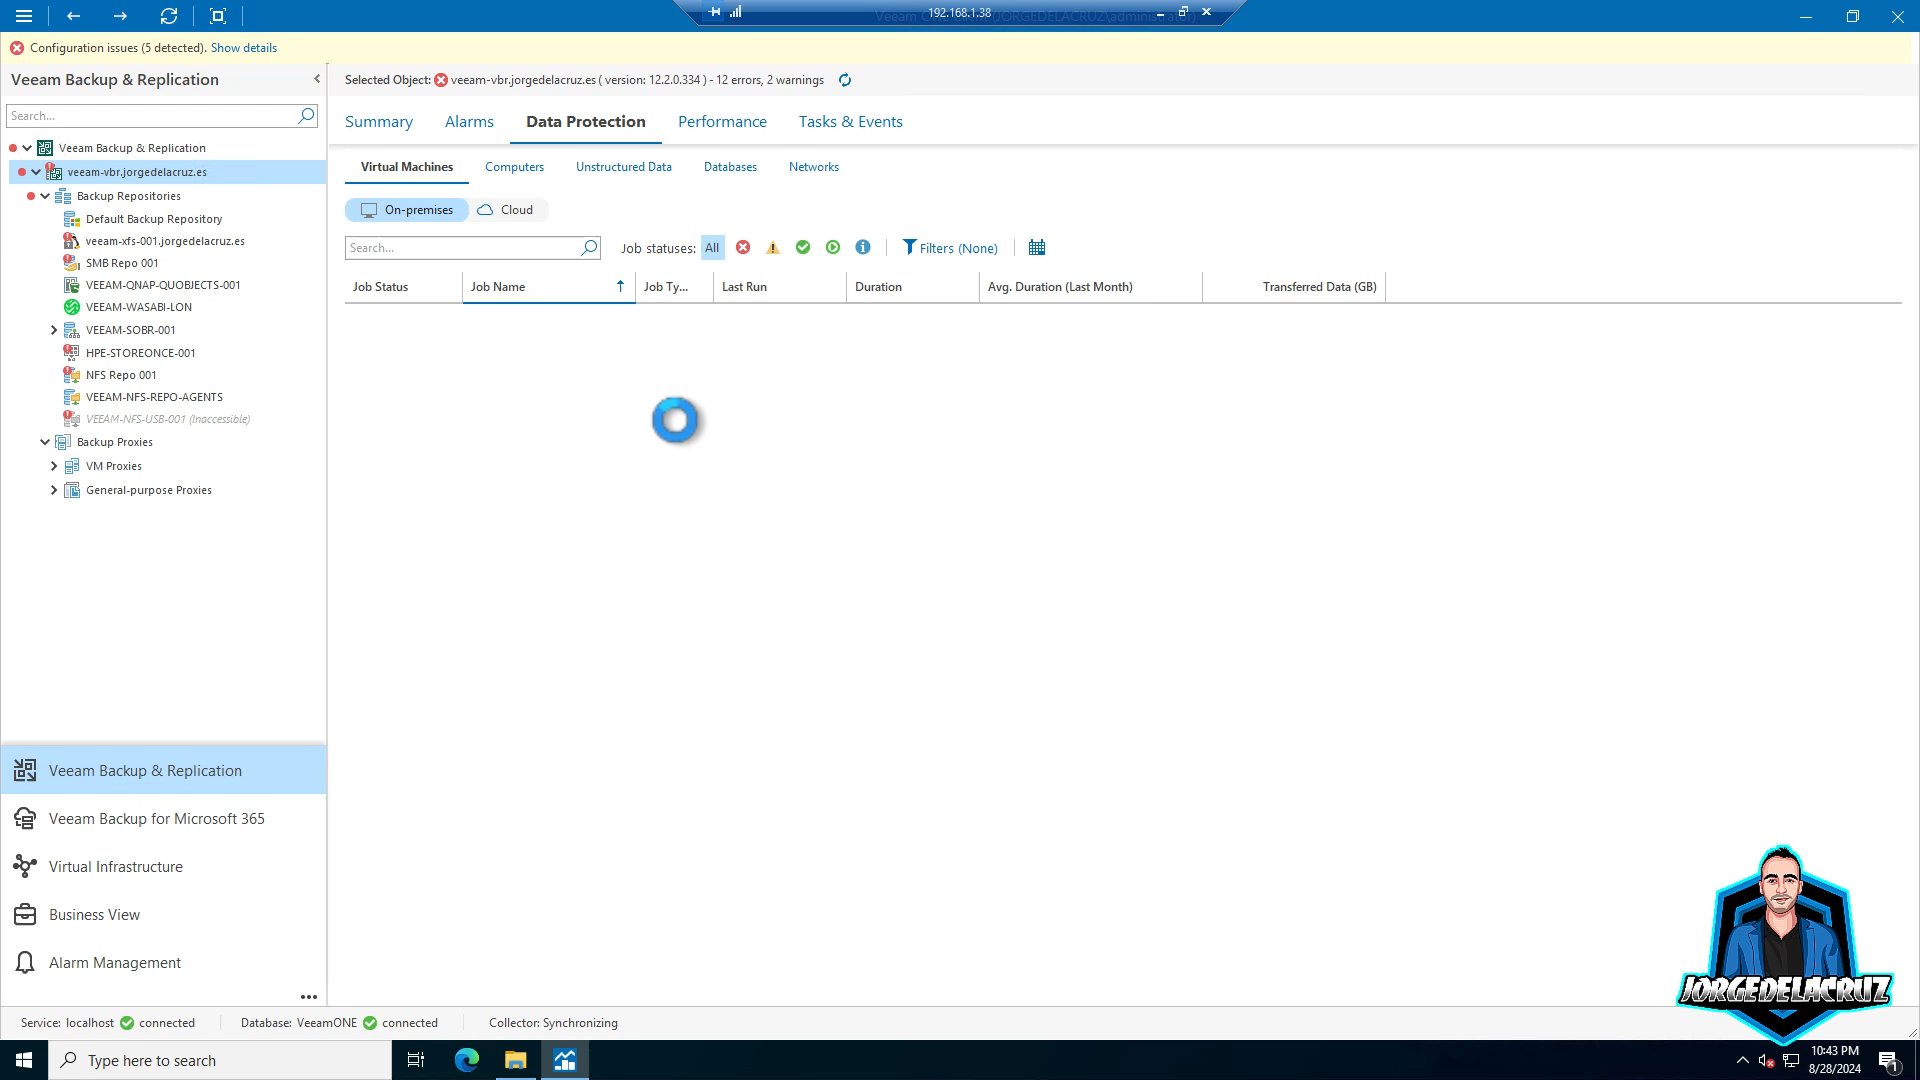 192.168.1.38
Configuration issues (5 detected). Show details
Veeam Backup & Replication
Selected Object: veeam-vbr.jorgedelacruz.es ( version: 12.2.0.334 ) - 12 errors, 2 warnings
Search...
Summary
Alarms
Data Protection
Performance
Tasks & Events
Virtual Machines
Computers
Unstructured Data
Databases
Networks
On-premises
Cloud
Search...
Job statuses: All
Filters (None)
Job Status
Job Name
Job Ty...
Last Run
Duration
Avg. Duration (Last Month)
Transferred Data (GB)
Veeam Backup & Replication
veeam-vbr.jorgedelacruz.es
Backup Repositories
Default Backup Repository
veeam-xfs-001.jorgedelacruz.es
SMB Repo 001
VEEAM-QNAP-QUOBJECTS-001
VEEAM-WASABI-LON
VEEAM-SOBR-001
HPE-STOREONCE-001
NFS Repo 001
VEEAM-NFS-REPO-AGENTS
VEEAM-NFS-USB-001 (Inaccessible)
Backup Proxies
VM Proxies
General-purpose Proxies
Veeam Backup & Replication
Veeam Backup for Microsoft 365
Virtual Infrastructure
Business View
Alarm Management
JORGEDELACRUZ
Service: localhost connected
Database: VeeamONE connected
Collector: Synchronizing
Type here to search
10:43 PM
8/28/2024
1